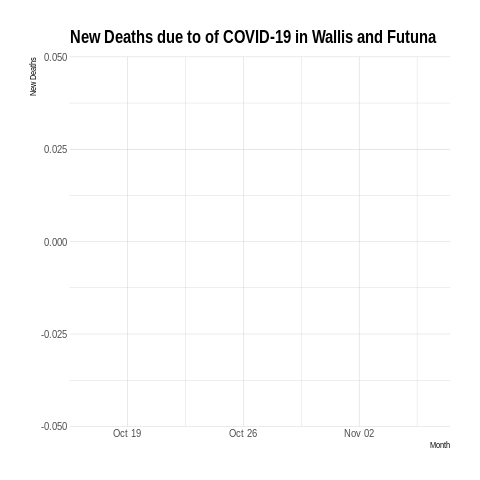 New Deaths due to of COVID-19 in Wallis and Futuna
New Deaths
0.050
0.025
0.000
-0.025
-0.050
Oct 19 Oct 26 Nov 02
Month